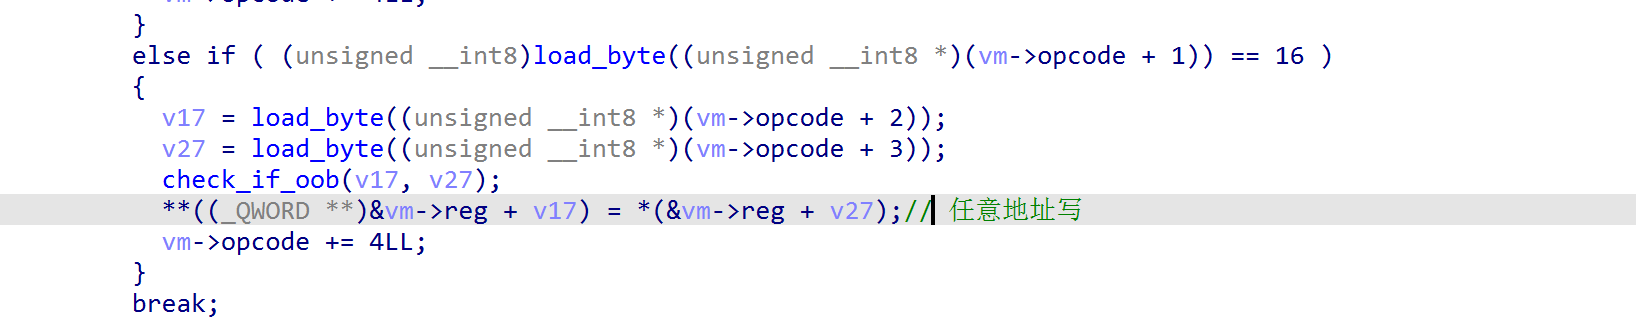 }
else if ( (unsigned __int8)load_byte((unsigned __int8 *)(vm->opcode + 1)) == 16 )
{
v17 = load_byte((unsigned __int8 *)(vm->opcode + 2));
v27 = load_byte((unsigned __int8 *)(vm->opcode + 3));
check_if_oob(v17, v27);
**((_QWORD **)&vm->reg + v17) = *(&vm->reg + v27);// 任意地址写
vm->opcode += 4LL;
}
break;